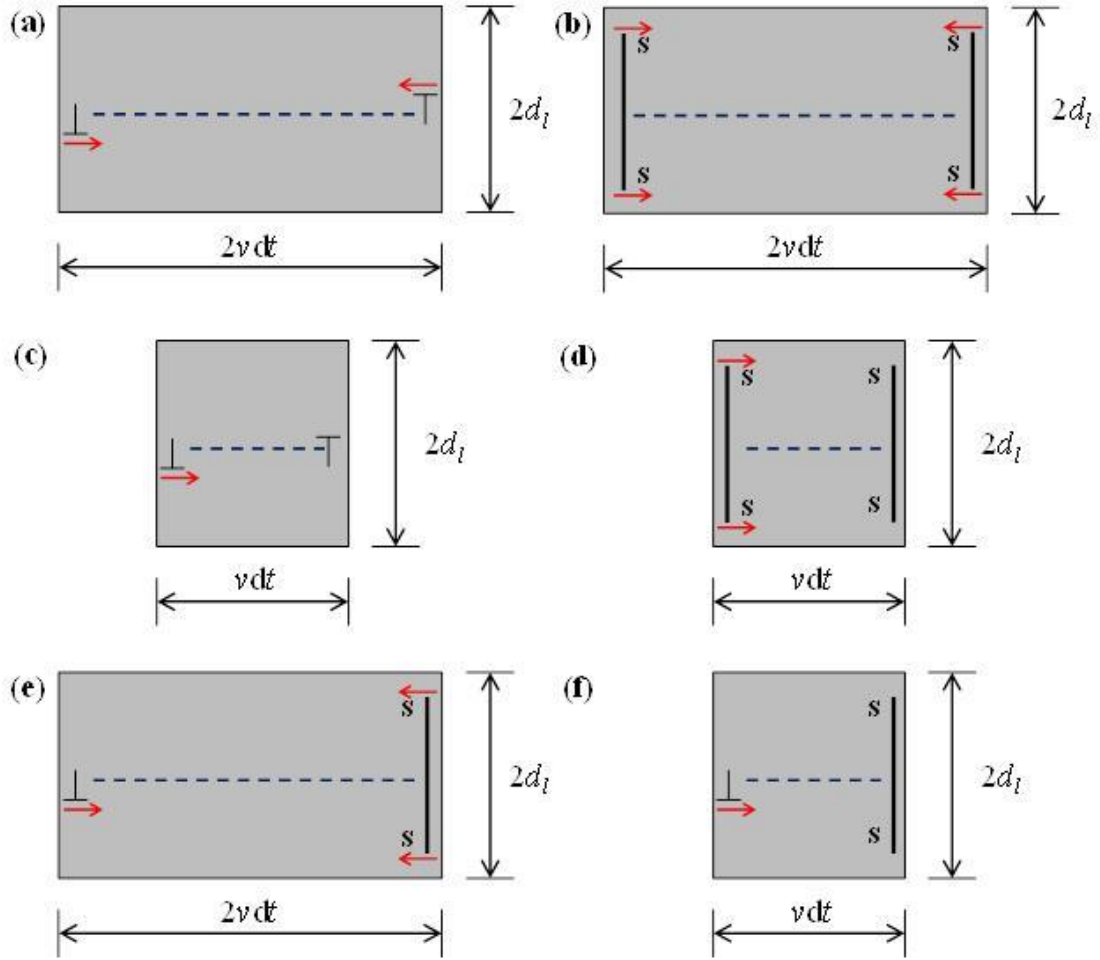 (a)
2d_l
2vdt
(b)
s s
s s
2d_l
2vdt
(c)
2d_l
vdt
(d)
s s
s s
2d_l
vdt
(e)
s
s
2d_l
2vdt
(f)
s
s
2d_l
vdt